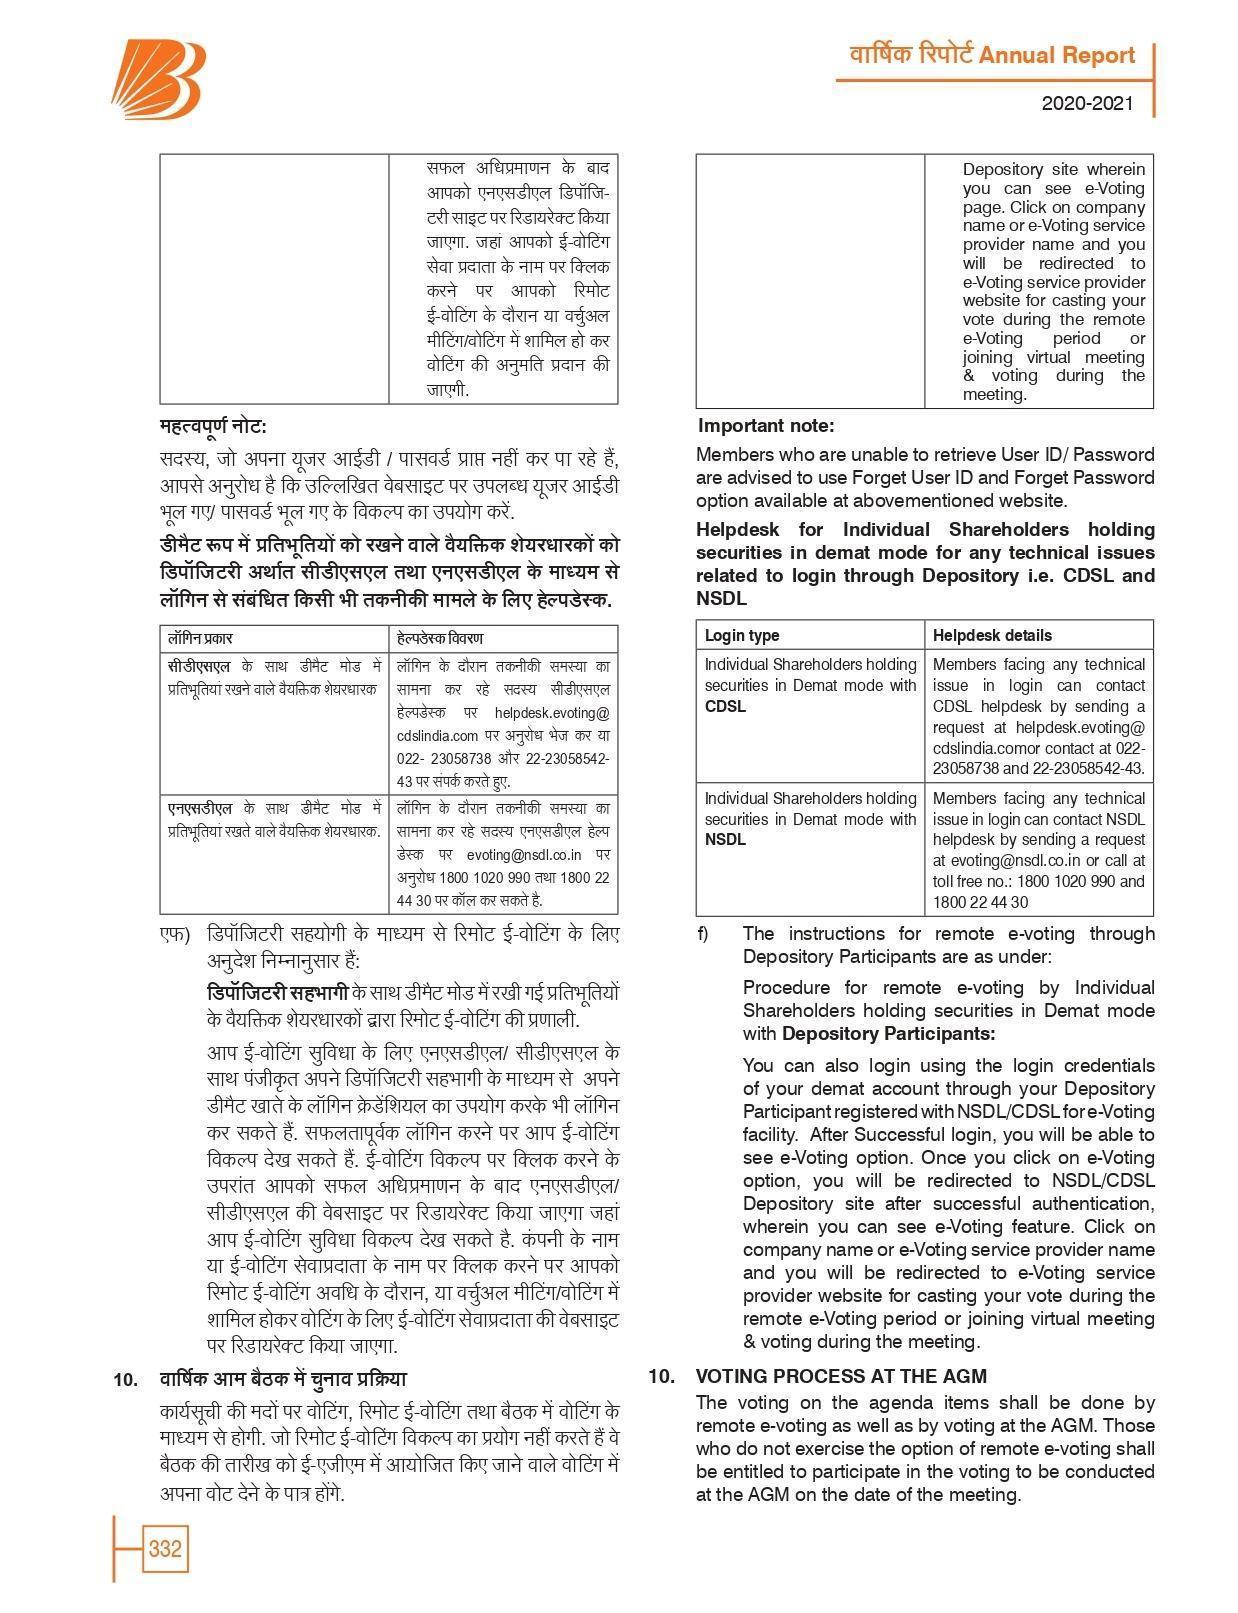 वार्षिक रिपोर्ट Annual Report
2020-2021
सफल अधिप्रमाणन के बाद
आपको एनएसडीएल डिपॉजि-
टरी साइट पर रिडायरेक्ट किया
जाएगा. जहां आपको ई-वोटिंग
सेवा प्रदाता के नाम पर क्लिक
करने पर आपको रिमोट
ई-वोटिंग के दौरान या वर्चुअल
मीटिंग/वोटिंग में शामिल हो कर
वोटिंग की अनुमति प्रदान की
जाएगी.
महत्वपूर्ण नोट:
सदस्य, जो अपना यूजर आईडी / पासवर्ड प्राप्त नहीं कर पा रहे हैं,
आपसे अनुरोध है कि उल्लिखित वेबसाइट पर उपलब्ध यूजर आईडी
भूल गए/ पासवर्ड भूल गए के विकल्प का उपयोग करें.
डीमैट रूप में प्रतिभूतियों को रखने वाले वैयक्तिक शेयरधारकों को
डिपॉजिटरी अर्थात सीडीएसएल तथा एनएसडीएल के माध्यम से
लॉगिन से संबंधित किसी भी तकनीकी मामले के लिए हेल्पडेस्क.
लॉगिन प्रकार
हेल्पडेस्क विवरण
सीडीएसएल के साथ डीमैट मोड में
प्रतिभूतियां रखने वाले वैयक्तिक शेयरधारक
लॉगिन के दौरान तकनीकी समस्या का
सामना कर रहे सदस्य सीडीएसएल
हेल्पडेस्क पर helpdesk.evoting@
cdslindia.com पर अनुरोध भेज कर या
022- 23058738 और 22-23058542-
43 पर संपर्क करते हुए.
एनएसडीएल के साथ डीमैट मोड में
प्रतिभूतियां रखते वाले वैयक्तिक शेयरधारक.
लॉगिन के दौरान तकनीकी समस्या का
सामना कर रहे सदस्य एनएसडीएल हेल्प
डेस्क पर evoting@nsdl.co.in पर
अनुरोध 1800 1020 990 तथा 1800 22
44 30 पर कॉल कर सकते है.
एफ) डिपॉजिटरी सहयोगी के माध्यम से रिमोट ई-वोटिंग के लिए
अनुदेश निम्नानुसार हैं:
डिपॉजिटरी सहभागी के साथ डीमैट मोड में रखी गई प्रतिभूतियों
के वैयक्तिक शेयरधारकों द्वारा रिमोट ई-वोटिंग की प्रणाली.
आप ई-वोटिंग सुविधा के लिए एनएसडीएल/ सीडीएसएल के
साथ पंजीकृत अपने डिपॉजिटरी सहभागी के माध्यम से अपने
डीमैट खाते के लॉगिन क्रेडेंशियल का उपयोग करके भी लॉगिन
कर सकते हैं. सफलतापूर्वक लॉगिन करने पर आप ई-वोटिंग
विकल्प देख सकते हैं. ई-वोटिंग विकल्प पर क्लिक करने के
उपरांत आपको सफल अधिप्रमाणन के बाद एनएसडीएल/
सीडीएसएल की वेबसाइट पर रिडायरेक्ट किया जाएगा जहां
आप ई-वोटिंग सुविधा विकल्प देख सकते है. कंपनी के नाम
या ई-वोटिंग सेवाप्रदाता के नाम पर क्लिक करने पर आपको
रिमोट ई-वोटिंग अवधि के दौरान, या वर्चुअल मीटिंग/वोटिंग में
शामिल होकर वोटिंग के लिए ई-वोटिंग सेवाप्रदाता की वेबसाइट
पर रिडायरेक्ट किया जाएगा.
10. वार्षिक आम बैठक में चुनाव प्रक्रिया
कार्यसूची की मदों पर वोटिंग, रिमोट ई-वोटिंग तथा बैठक में वोटिंग के
माध्यम से होगी. जो रिमोट ई-वोटिंग विकल्प का प्रयोग नहीं करते हैं वे
बैठक की तारीख को ई-एजीएम में आयोजित किए जाने वाले वोटिंग में
अपना वोट देने के पात्र होंगे.
Depository site wherein
you can see e-Voting
page. Click on company
name or e-Voting service
provider name and you
will be redirected to
e-Voting service provider
website for casting your
vote during the remote
e-Voting period or
joining virtual meeting
& voting during the
meeting.
Important note:
Members who are unable to retrieve User ID/ Password
are advised to use Forget User ID and Forget Password
option available at abovementioned website.
Helpdesk for Individual Shareholders holding
securities in demat mode for any technical issues
related to login through Depository i.e. CDSL and
NSDL
Login type
Helpdesk details
Individual Shareholders holding
securities in Demat mode with
CDSL
Members facing any technical
issue in login can contact
CDSL helpdesk by sending a
request at helpdesk.evoting@
cdslindia.comor contact at 022-
23058738 and 22-23058542-43.
Individual Shareholders holding
securities in Demat mode with
NSDL
Members facing any technical
issue in login can contact NSDL
helpdesk by sending a request
at evoting@nsdl.co.in or call at
toll free no.: 1800 1020 990 and
1800 22 44 30
f) The instructions for remote e-voting through
Depository Participants are as under:
Procedure for remote e-voting by Individual
Shareholders holding securities in Demat mode
with Depository Participants:
You can also login using the login credentials
of your demat account through your Depository
Participant registered with NSDL/CDSL for e-Voting
facility. After Successful login, you will be able to
see e-Voting option. Once you click on e-Voting
option, you will be redirected to NSDL/CDSL
Depository site after successful authentication,
wherein you can see e-Voting feature. Click on
company name or e-Voting service provider name
and you will be redirected to e-Voting service
provider website for casting your vote during the
remote e-Voting period or joining virtual meeting
& voting during the meeting.
10. VOTING PROCESS AT THE AGM
The voting on the agenda items shall be done by
remote e-voting as well as by voting at the AGM. Those
who do not exercise the option of remote e-voting shall
be entitled to participate in the voting to be conducted
at the AGM on the date of the meeting.
332